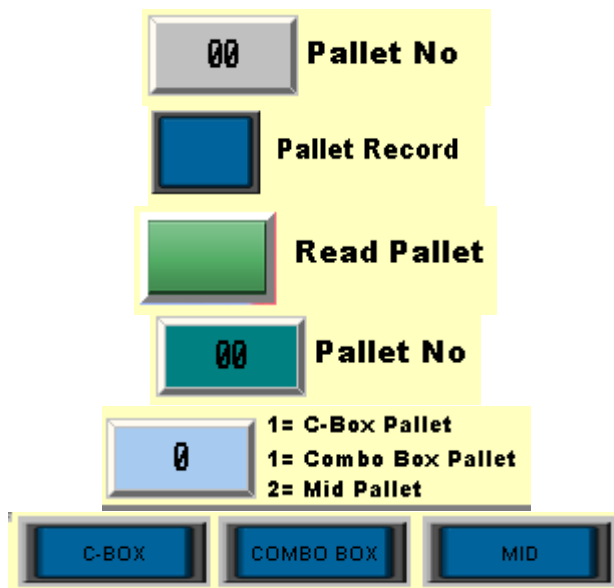 00 Pallet No
Pallet Record
Read Pallet
00 Pallet No
1= C-Box Pallet
0 1= Combo Box Pallet
2= Mid Pallet
C-BOX COMBO BOX MID